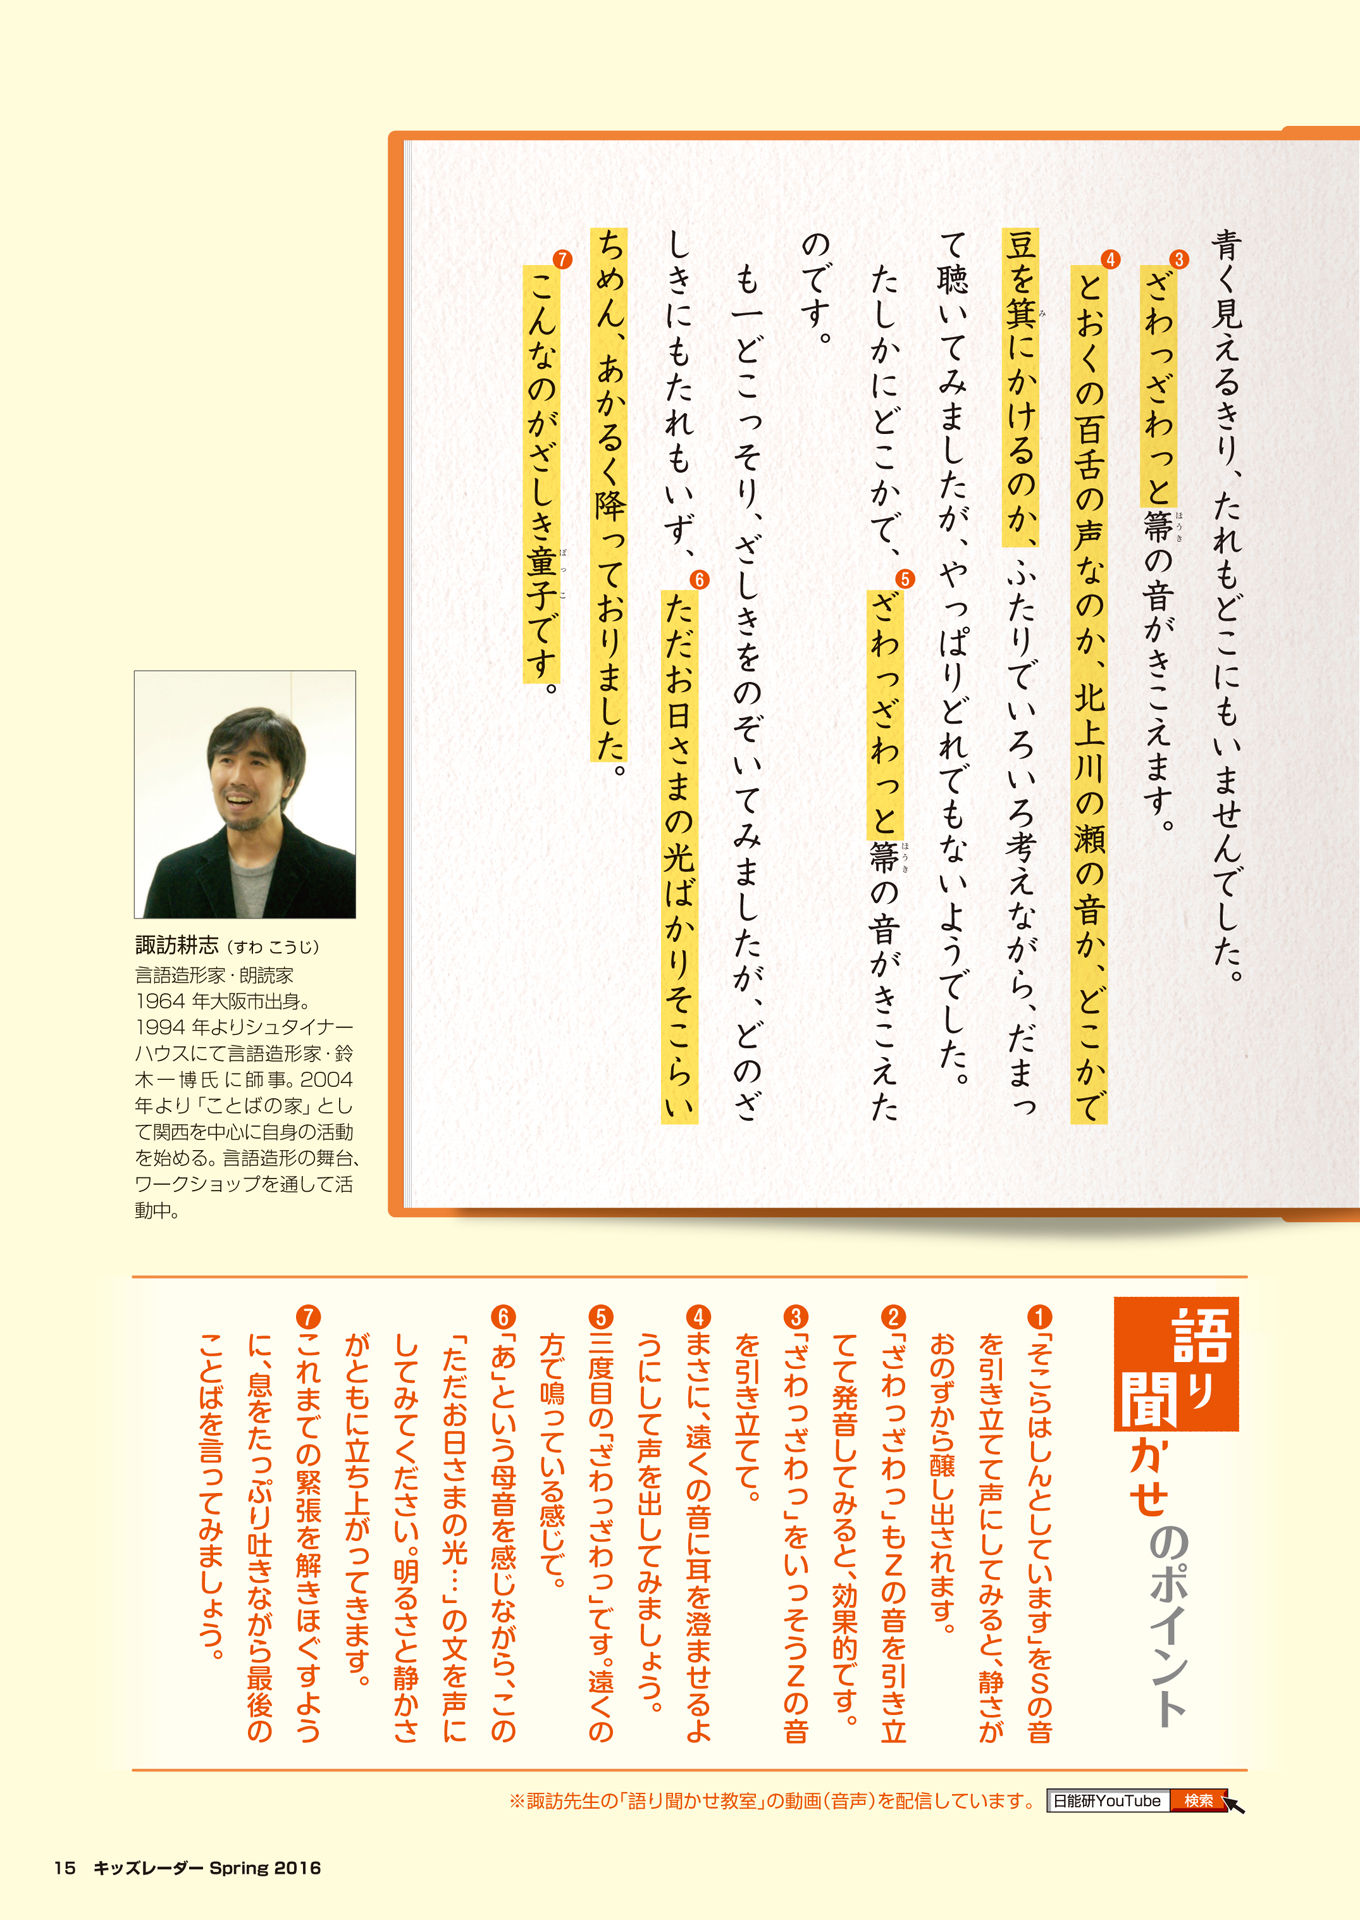 青く見えるきり、たれもどこにもいませんでした。
❸ざわっざわっと箒の音がきこえます。
ほうき
❹とおくの百舌の声なのか、北上川の瀬の音か、どこかで
豆を箕にかけるのか、ふたりでいろいろ考えながら、だまっ
み
て聴いてみましたが、やっぱりどれでもないようでした。
たしかにどこかで、❺ざわっざわっと箒の音がきこえた
ほうき
のです。
も一どこっそり、ざしきをのぞいてみましたが、どのざ
しきにもたれもいず、❻ただお日さまの光ばかりそこらい
ちめん、あかるく降っておりました。
❼こんなのがざしき童子です。
ぼっこ
諏訪耕志（すわ こうじ）
言語造形家・朗読家
1964 年大阪市出身。
1994 年よりシュタイナー
ハウスにて言語造形家・鈴
木一博氏に師事。2004
年より「ことばの家」とし
て関西を中心に自身の活動
を始める。言語造形の舞台、
ワークショップを通して活
動中。
語り聞かせのポイント
❶「そこらはしんとしています」をSの音
を引き立てて声にしてみると、静さが
おのずから醸し出されます。
❷「ざわっざわっ」もZの音を引き立
てて発音してみると、効果的です。
❸「ざわっざわっ」をいっそうZの音
を引き立てて。
❹まさに、遠くの音に耳を澄ませるよ
うにして声を出してみましょう。
❺三度目の「ざわっざわっ」です。遠くの
方で鳴っている感じで。
❻「あ」という母音を感じながら、この
「ただお日さまの光…」の文を声に
してみてください。明るさと静かさ
がともに立ち上がってきます。
❼これまでの緊張を解きほぐすよう
に、息をたっぷり吐きながら最後の
ことばを言ってみましょう。
※諏訪先生の「語り聞かせ教室」の動画（音声）を配信しています。 日能研YouTube 検索
15 キッズレーダー Spring 2016